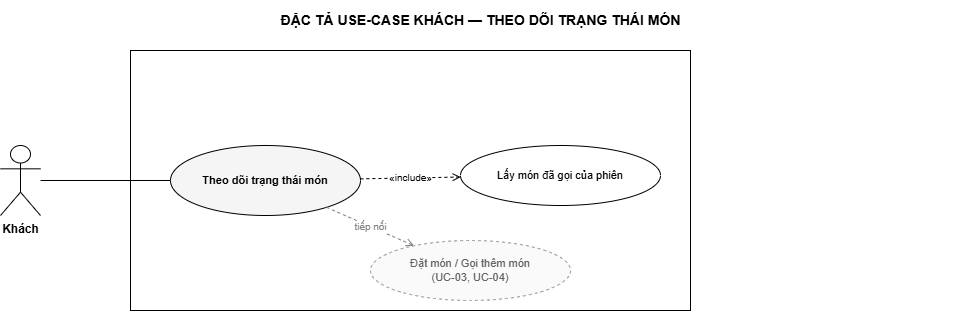 ĐẶC TẢ USE-CASE KHÁCH — THEO DÕI TRẠNG THÁI MÓN
Theo dõi trạng thái món
«include»
Lấy món đã gọi của phiên
Khách
tiếp nối
Đặt món / Gọi thêm món
(UC-03, UC-04)